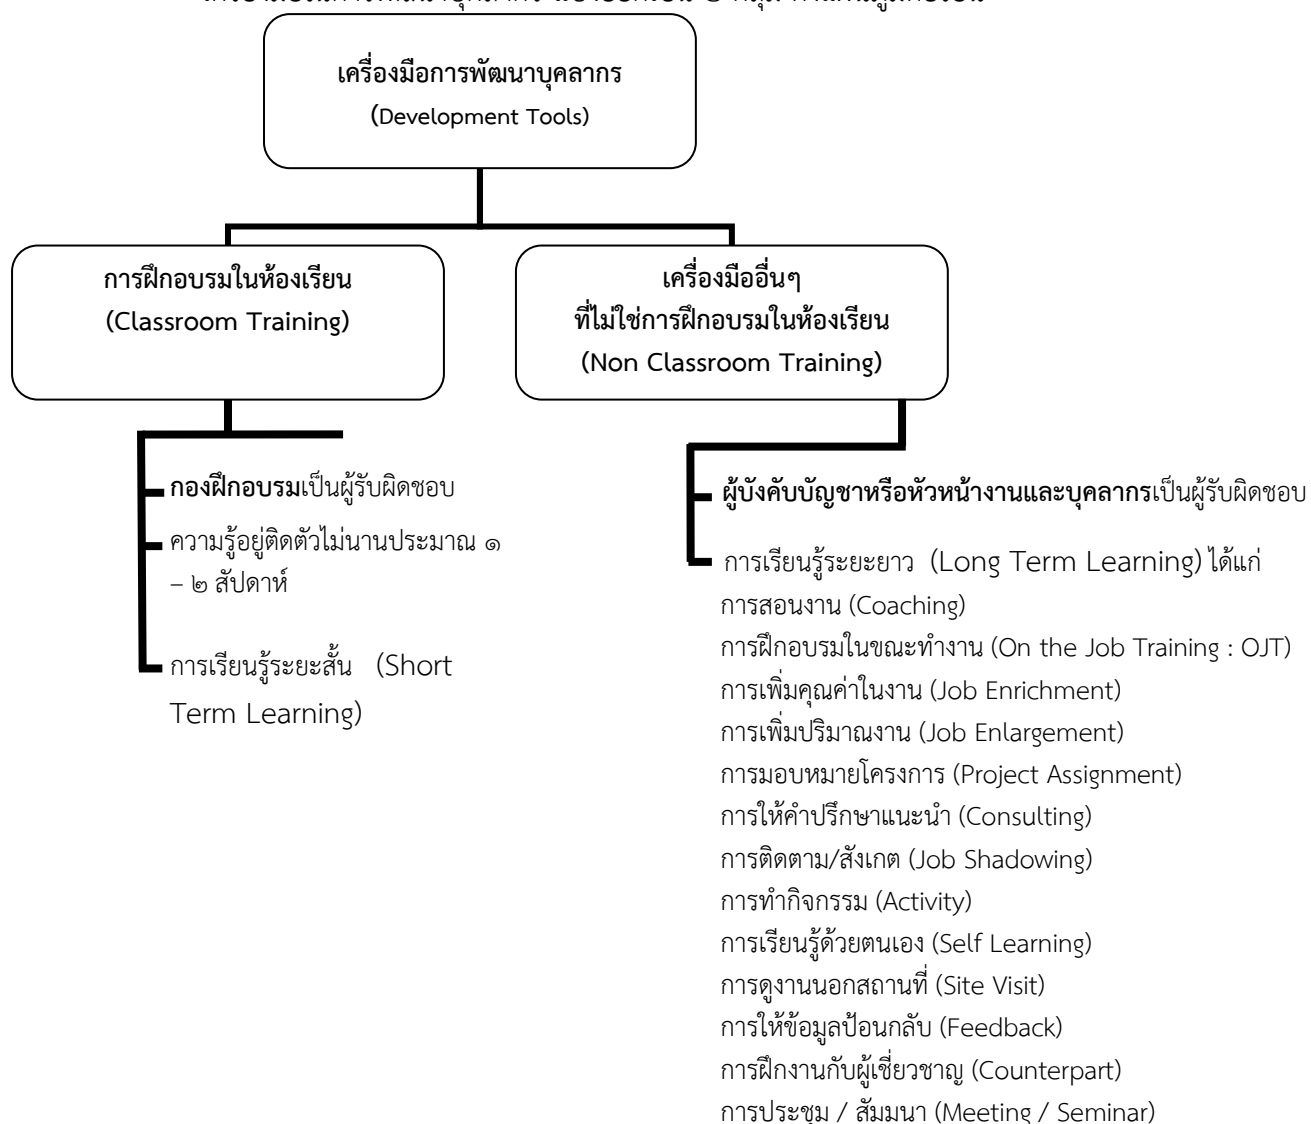 เครื่องมือการพัฒนาบุคลากร
(Development Tools)
การฝึกอบรมในห้องเรียน
(Classroom Training)
เครื่องมืออื่นๆ
ที่ไม่ใช่การฝึกอบรมในห้องเรียน
(Non Classroom Training)
กองฝึกอบรมเป็นผู้รับผิดชอบ
ความรู้อยู่ติดตัวไม่นานประมาณ ๑
– ๒ สัปดาห์
การเรียนรู้ระยะสั้น (Short
Term Learning)
ผู้บังคับบัญชาหรือหัวหน้างานและบุคลากรเป็นผู้รับผิดชอบ
การเรียนรู้ระยะยาว (Long Term Learning) ได้แก่
การสอนงาน (Coaching)
การฝึกอบรมในขณะทำงาน (On the Job Training : OJT)
การเพิ่มคุณค่าในงาน (Job Enrichment)
การเพิ่มปริมาณงาน (Job Enlargement)
การมอบหมายโครงการ (Project Assignment)
การให้คำปรึกษาแนะนำ (Consulting)
การติดตาม/สังเกต (Job Shadowing)
การทำกิจกรรม (Activity)
การเรียนรู้ด้วยตนเอง (Self Learning)
การดูงานนอกสถานที่ (Site Visit)
การให้ข้อมูลป้อนกลับ (Feedback)
การฝึกงานกับผู้เชี่ยวชาญ (Counterpart)
การประชุม / สัมมนา (Meeting / Seminar)